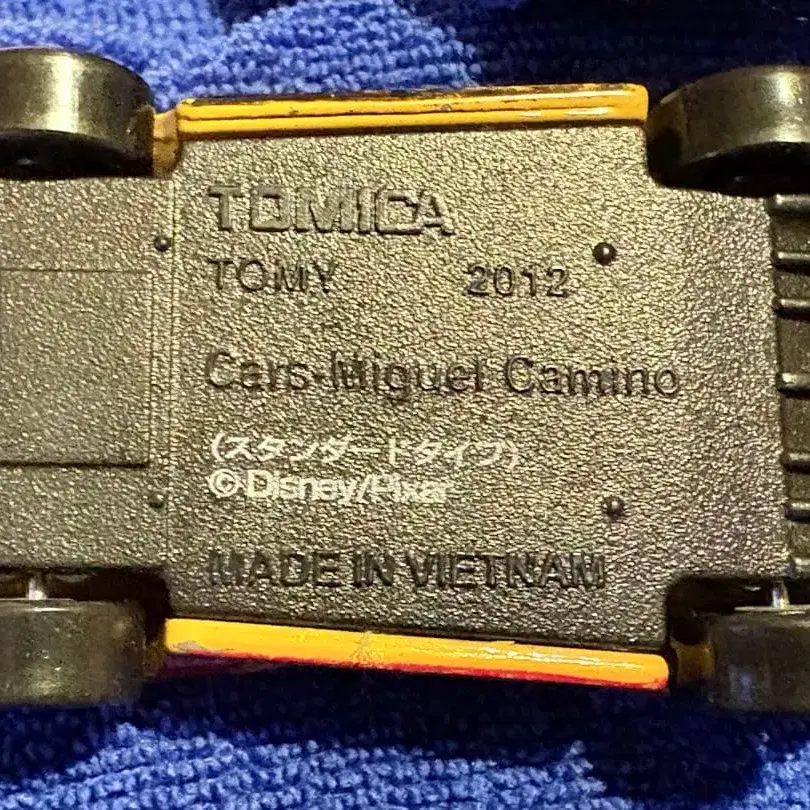 TOMICA
TOMY 2012
Cars-Miguel Camino
(スタンダードタイプ)
©Disney/Pixar
MADE IN VIETNAM